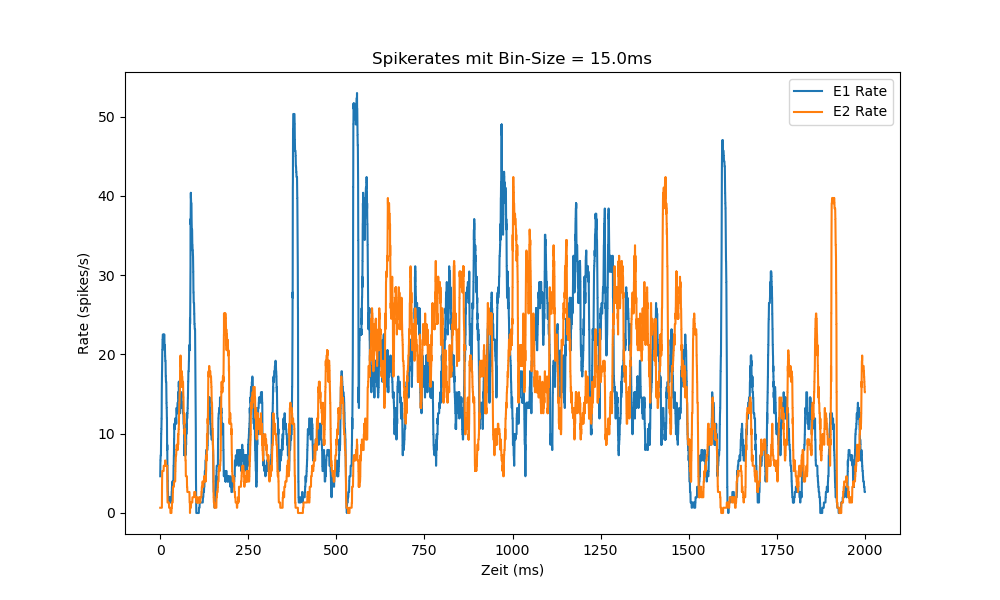 Spikerates mit Bin-Size = 15.0ms
E1 Rate
E2 Rate
50
40
30
20
10
0
Rate (spikes/s)
0 250 500 750 1000 1250 1500 1750 2000
Zeit (ms)